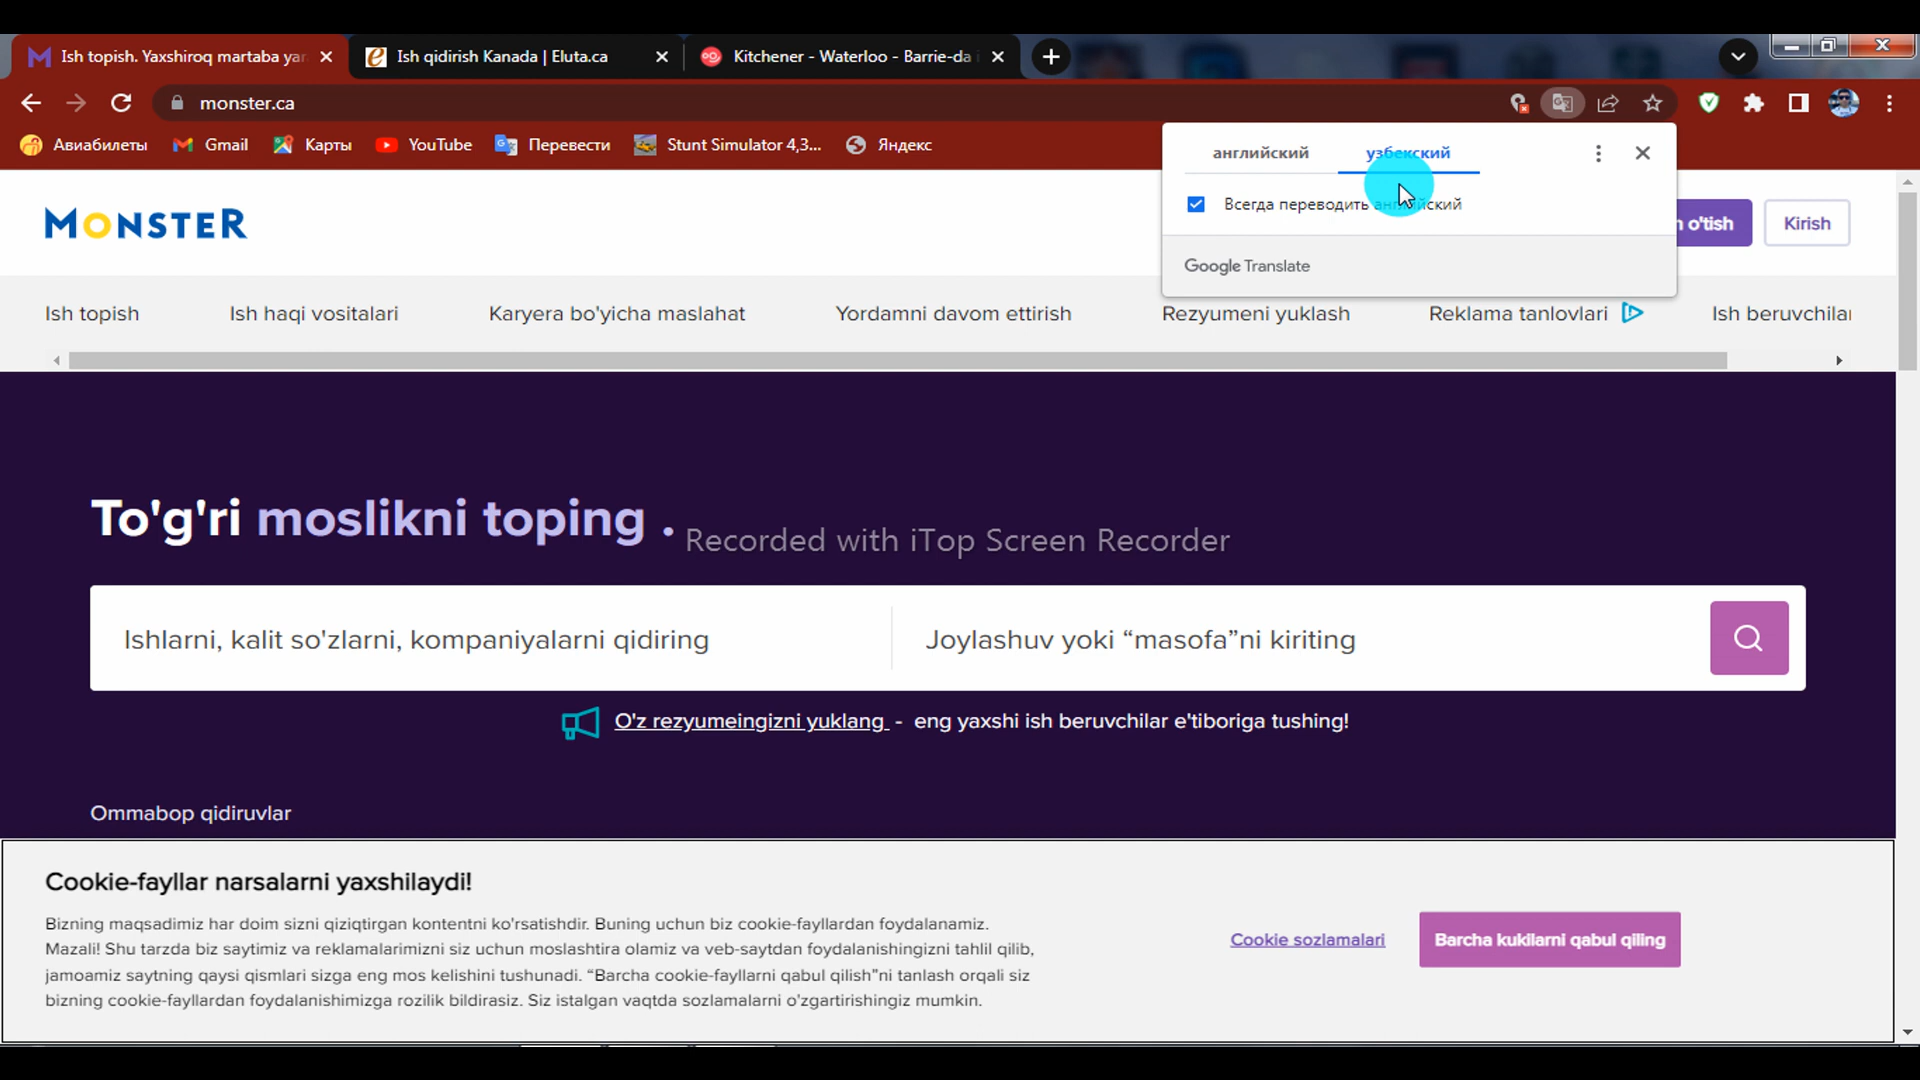 Ish topish. Yaxshiroq martaba yar
Ish qidirish Kanada | Eluta.ca
Kitchener - Waterloo - Barrie-da i
monster.ca
Авиабилеты
Gmail
Карты
YouTube
Перевести
Stunt Simulator 4,3...
Яндекс
английский
узбекский
Всегда переводить английский
Google Translate
MONSTER
o'tish
Kirish
Ish topish
Ish haqi vositalari
Karyera bo'yicha maslahat
Yordamni davom ettirish
Rezyumeni yuklash
Reklama tanlovlari
Ish beruvchilar
To'g'ri moslikni toping .
Recorded with iTop Screen Recorder
Ishlarni, kalit so'zlarni, kompaniyalarni qidiring
Joylashuv yoki “masofa”ni kiriting
O'z rezyumeingizni yuklang - eng yaxshi ish beruvchilar e'tiboriga tushing!
Ommabop qidiruvlar
Cookie-fayllar narsalarni yaxshilaydi!
Bizning maqsadimiz har doim sizni qiziqtirgan kontentni ko'rsatishdir. Buning uchun biz cookie-fayllardan foydalanamiz.
Mazali! Shu tarzda biz saytimiz va reklamalarimizni siz uchun moslashtira olamiz va veb-saytdan foydalanishingizni tahlil qilib,
jamoamiz saytning qaysi qismlari sizga eng mos kelishini tushunadi. “Barcha cookie-fayllarni qabul qilish”ni tanlash orqali siz
bizning cookie-fayllardan foydalanishimizga rozilik bildirasiz. Siz istalgan vaqtda sozlamalarni o'zgartirishingiz mumkin.
Cookie sozlamalari
Barcha kukilarni qabul qiling